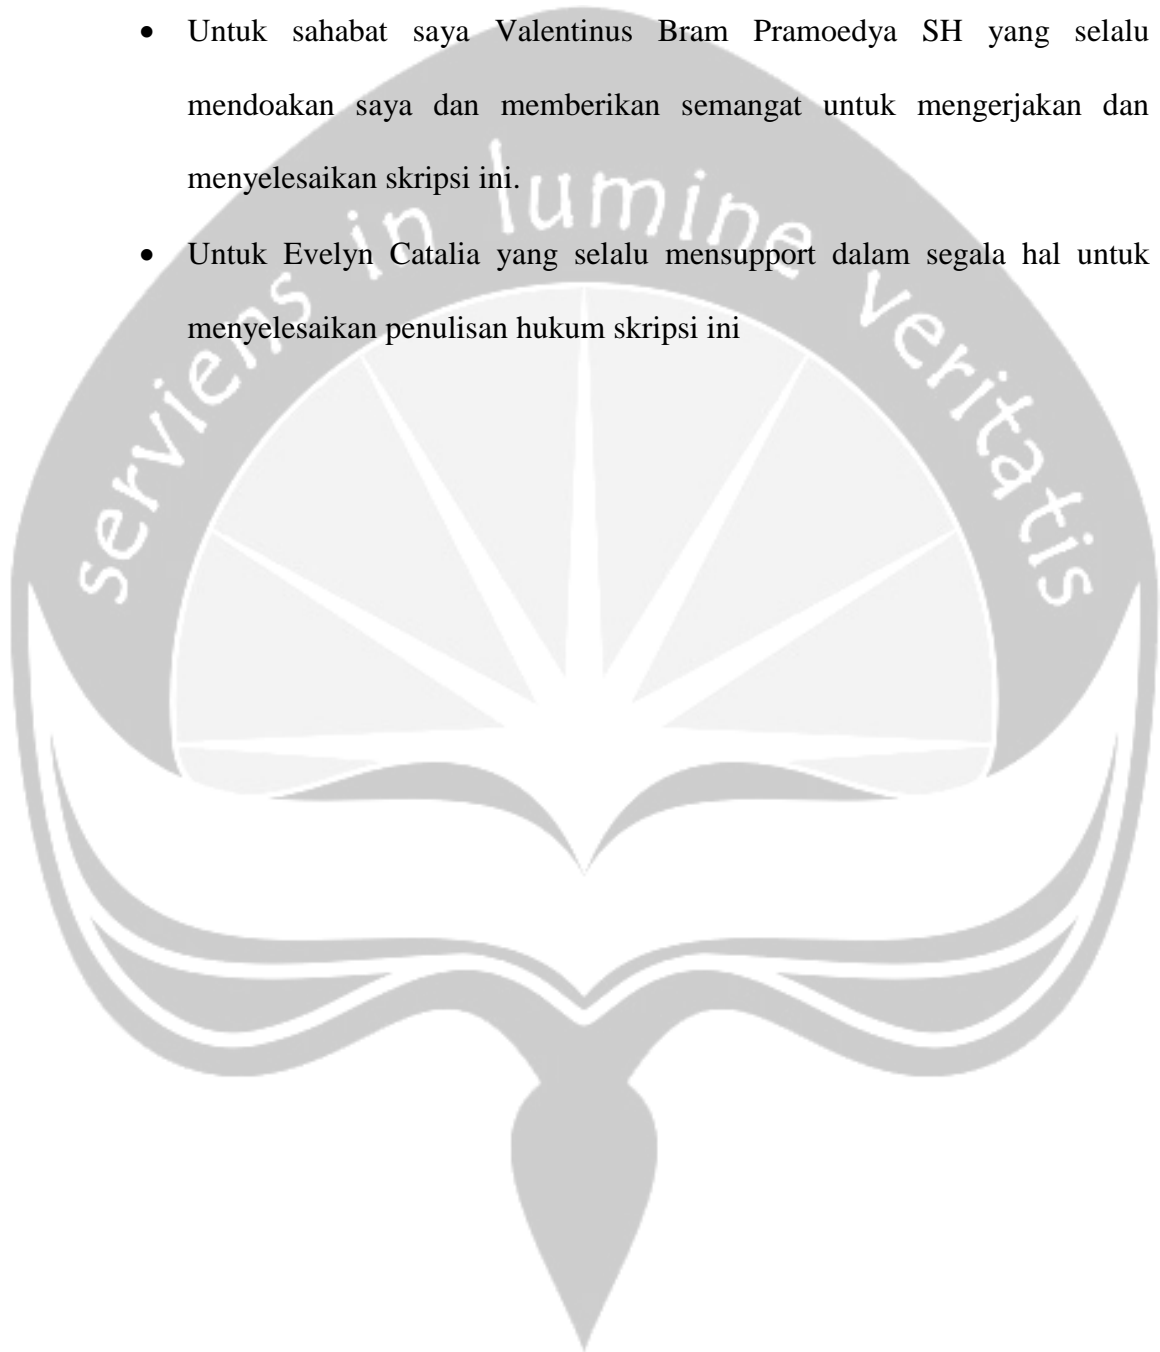 • Untuk sahabat saya Valentinus Bram Pramoedya SH yang selalu
mendoakan saya dan memberikan semangat untuk mengerjakan dan
menyelesaikan skripsi ini.
• Untuk Evelyn Catalia yang selalu mensupport dalam segala hal untuk
menyelesaikan penulisan hukum skripsi ini
serviens in lumine veritatis